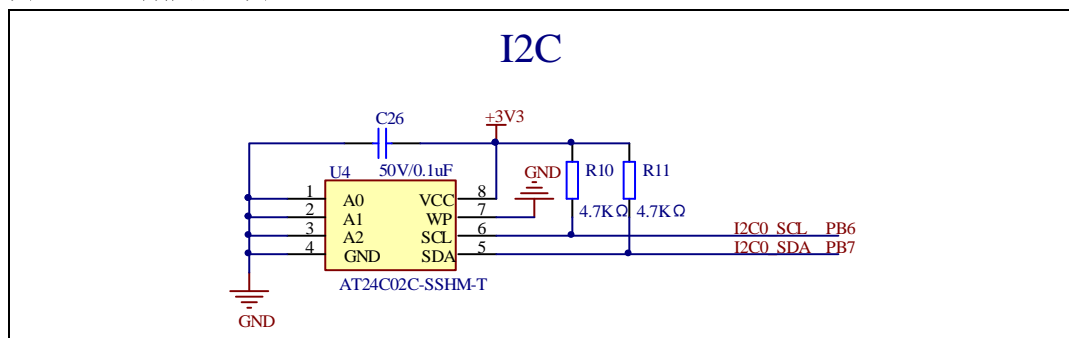 I2C
C26
+3V3
U4
50V/0.1uF
GND
R10
R11
4.7KΩ
4.7KΩ
1 A0 VCC 8
2 A1 WP 7
3 A2 SCL 6
4 GND SDA 5
I2C0_SCL PB6
I2C0_SDA PB7
AT24C02C-SSHM-T
GND